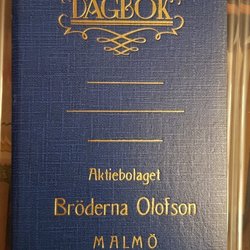 DAGBOK
Aktiebolaget
Bröderna Olofson
MALMÖ